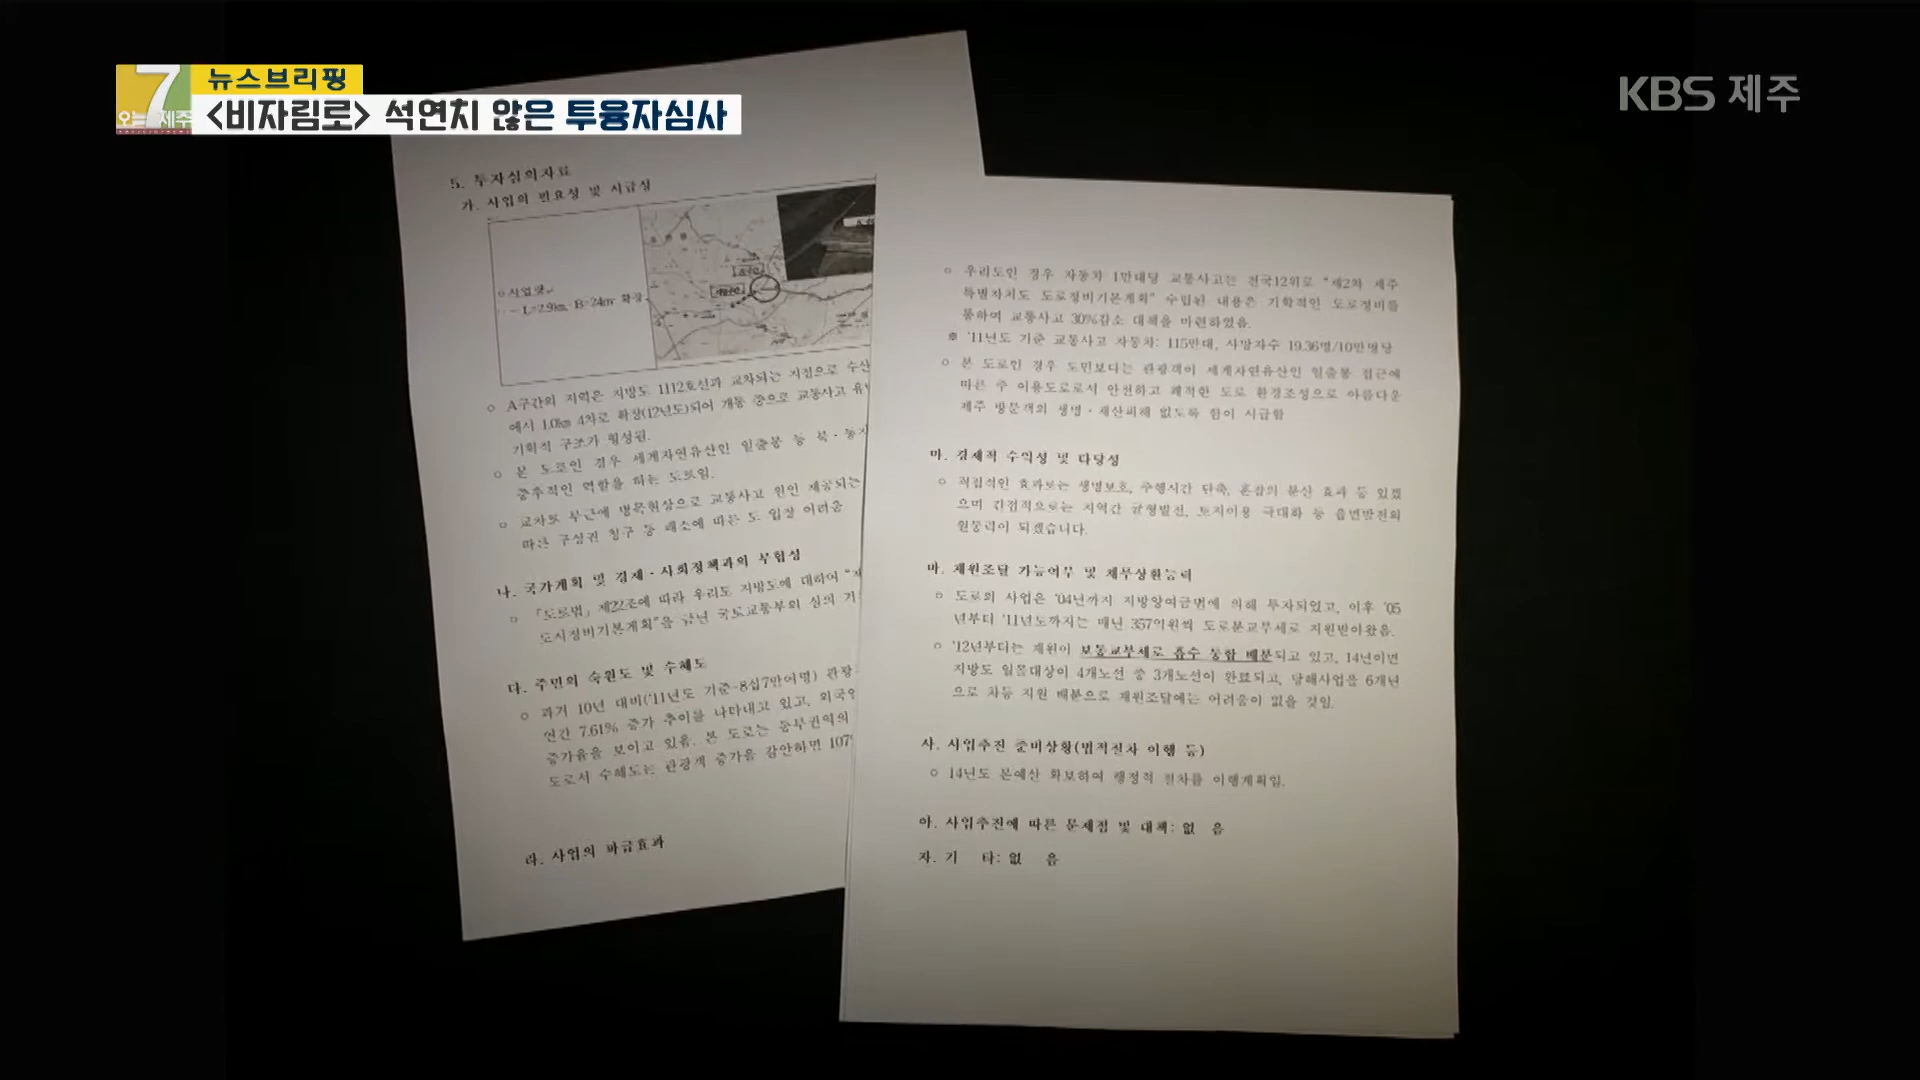 7
오늘 제주
뉴스브리핑
<비자림로> 석연치 않은 투융자심사
KBS 제주
5. 투자심의자료
가. 사업의 필요성 및 시급성
○ 사업량
- L=2.9km, B=24m 확장
○ A구간의 지역은 지방도 1112호선과 교차되는 지점으로 수산
에서 1.0km 4차로 확장(12년도)되어 개통 중으로 교통사고 유발
기학적 구조가 형성됨.
○ 본 도로인 경우 세계자연유산인 일출봉 등 북·동지
중추적인 역할을 하는 도로임.
○ 교차로 부근에 병목현상으로 교통사고 원인 제공되는
따른 구상권 청구 등 패소에 따른 도 입장 어려움
나. 국가계획 및 경제·사회정책과의 부합성
○ 「도로법」 제22조에 따라 우리도 지방도에 대하여 "제
도시정비기본계획"을 금년 국토교통부의 심의 기
다. 주민의 숙원도 및 수혜도
○ 과거 10년 대비('11년도 기준-8십7만여명) 관광
연간 7.61% 증가 추이를 나타내고 있고, 외국인
증가율을 보이고 있음. 본 도로는 동부권역의
도로서 수혜도는 관광객 증가을 감안하면 107
라. 사업의 파급효과
○ 우리도인 경우 자동차 1만대당 교통사고는 전국12위로 "제2차 제주
특별자치도 도로정비기본계획" 수립된 내용은 기학적인 도로정비를
통하여 교통사고 30%감소 대책을 마련하였음.
※ '11년도 기준 교통사고 자동차: 115만대, 사망자수 19.36명/10만명당
○ 본 도로인 경우 도민보다는 관광객이 세계자연유산인 일출봉 접근에
따른 주 이용도로로서 안전하고 쾌적한 도로 환경조성으로 아름다운
제주 방문객의 생명·재산피해 없도록 함이 시급함
마. 경제적 수익성 및 타당성
○ 직접적인 효과로는 생명보호, 주행시간 단축, 혼잡의 분산 효과 등 있겠
으며 간접적으로는 지역간 균형발전, 토지이용 극대화 등 읍면발전의
원동력이 되겠습니다.
바. 재원조달 가능여부 및 채무상환능력
○ 도로의 사업은 '04년까지 지방양여금법에 의해 투자되었고, 이후 '05
년부터 '11년도까지는 매년 357억원씩 도로분교부세로 지원받아왔음.
○ '12년부터는 재원이 보통교부세로 흡수 통합 배분되고 있고, 14년이면
지방도 일몰대상이 4개노선 중 3개노선이 완료되고, 당해사업을 6개년
으로 차등 지원 배분으로 재원조달에는 어려움이 없을 것임.
사. 사업추진 준비상황(법적절차 이행 등)
○ 14년도 본예산 확보하여 행정적 절차를 이행계획임.
아. 사업추진에 따른 문제점 및 대책: 없 음
자. 기 타: 없 음